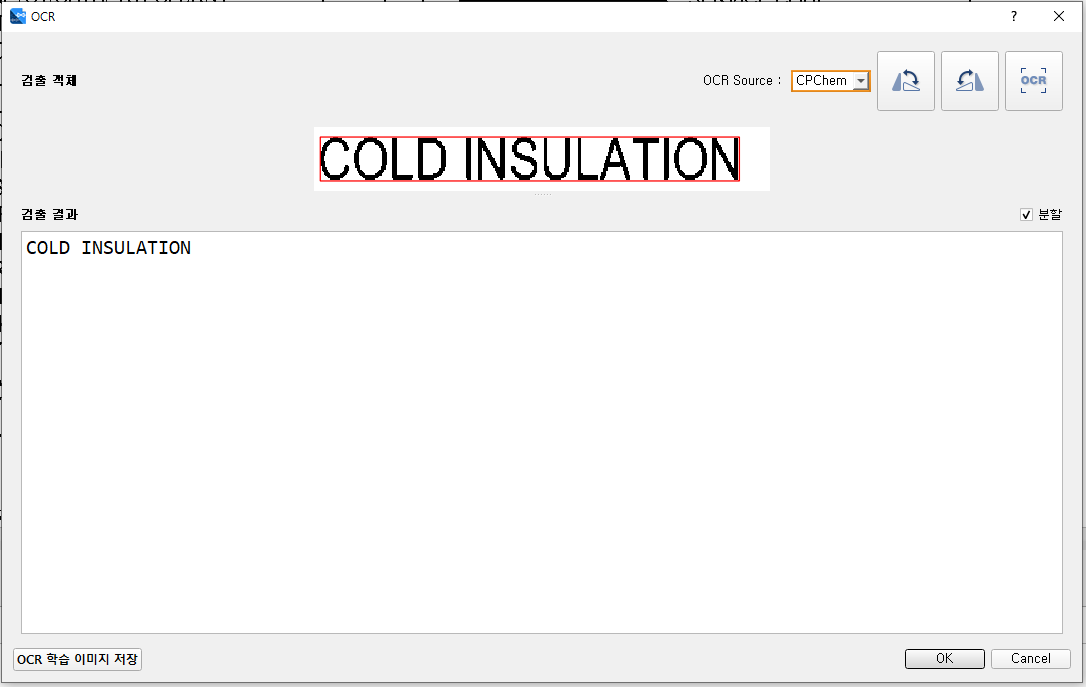 OCR
?
검출 객체
OCR Source :
CPChem
OCR
COLD INSULATION
검출 결과
분할
COLD INSULATION
OCR 학습 이미지 저장
OK
Cancel